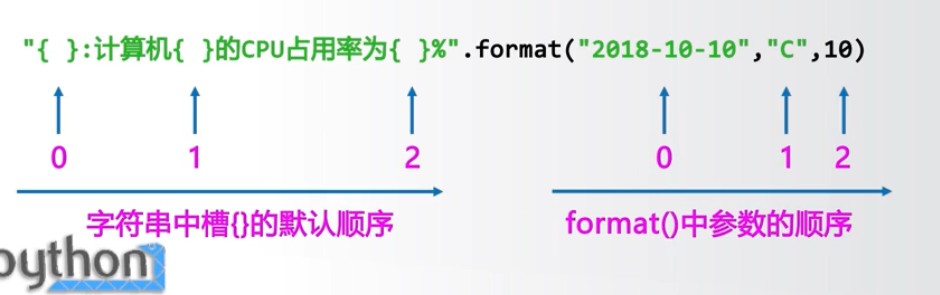 "{ }:计算机{ }的CPU占用率为{ }%".format("2018-10-10","C",10)
0 1 2 0 1 2
字符串中槽{}的默认顺序 format()中参数的顺序
python